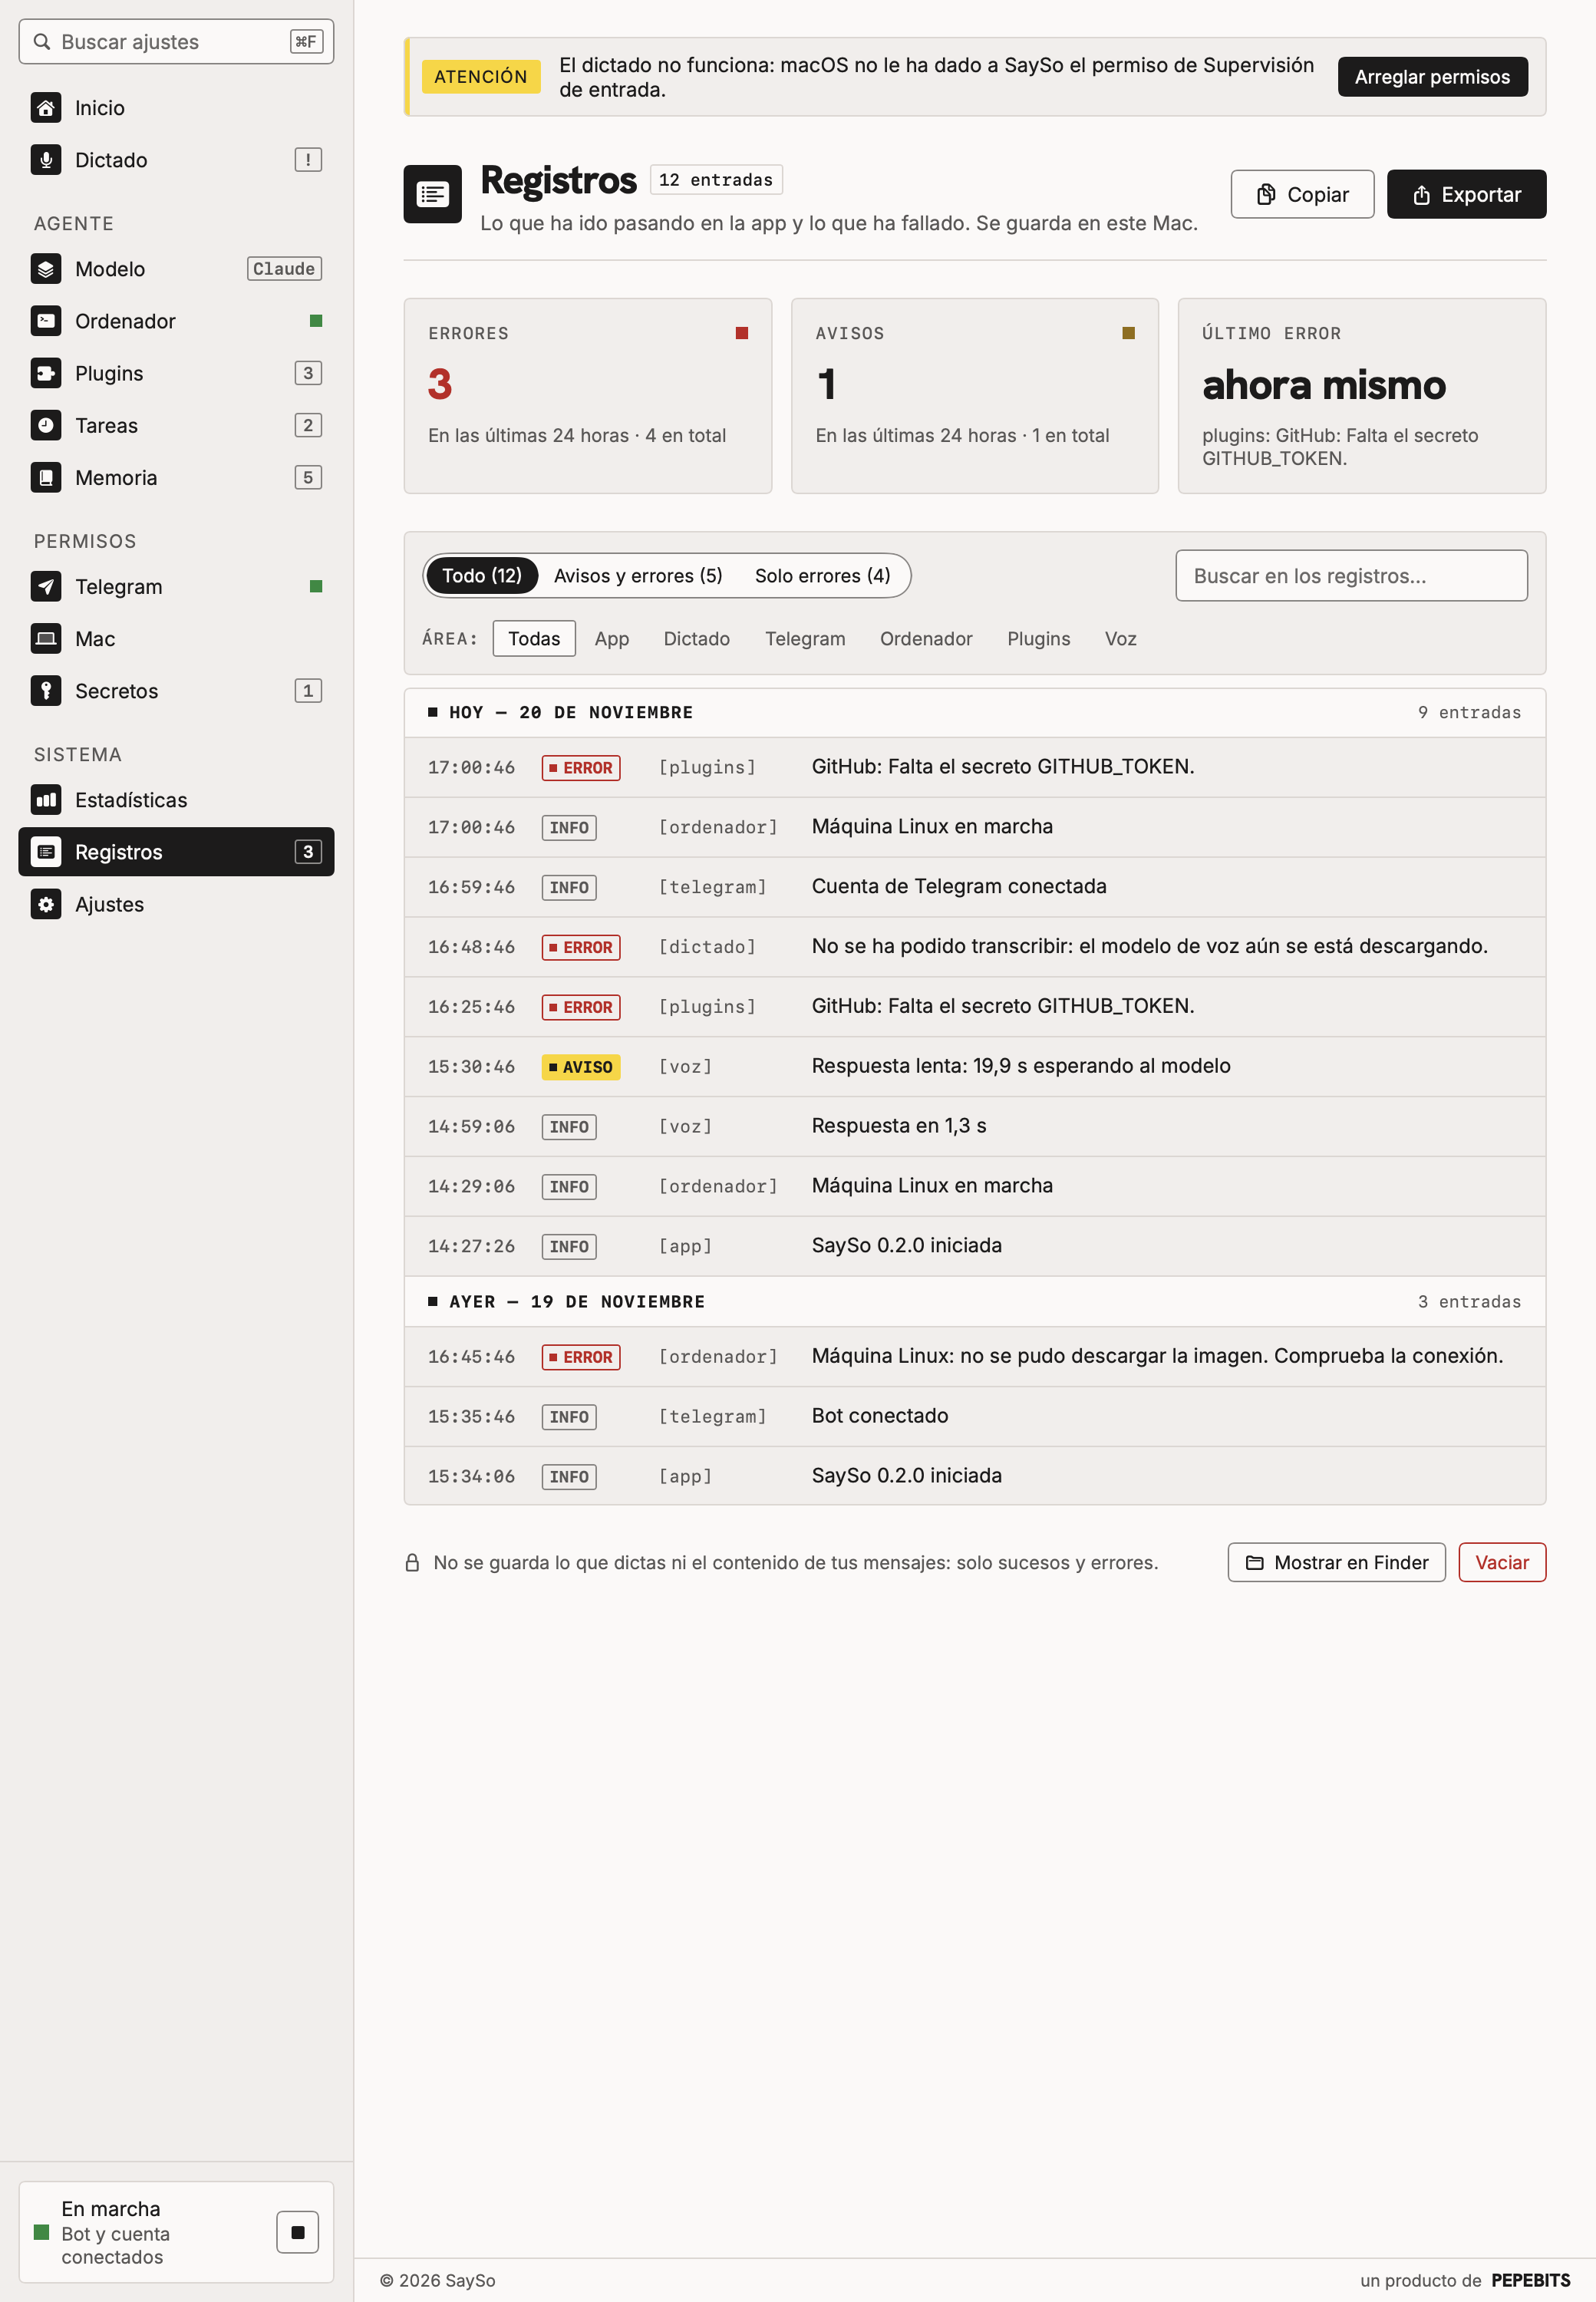 Buscar ajustes ⌘F
Inicio
Dictado !
AGENTE
Modelo Claude
Ordenador
Plugins 3
Tareas 2
Memoria 5
PERMISOS
Telegram
Mac
Secretos 1
SISTEMA
Estadísticas
Registros 3
Ajustes
En marcha
Bot y cuenta
conectados
ATENCIÓN
El dictado no funciona: macOS no le ha dado a SaySo el permiso de Supervisión
de entrada.
Arreglar permisos
Registros 12 entradas
Lo que ha ido pasando en la app y lo que ha fallado. Se guarda en este Mac.
Copiar
Exportar
ERRORES
3
En las últimas 24 horas · 4 en total
AVISOS
1
En las últimas 24 horas · 1 en total
ÚLTIMO ERROR
ahora mismo
plugins: GitHub: Falta el secreto
GITHUB_TOKEN.
Todo (12) Avisos y errores (5) Solo errores (4)
Buscar en los registros...
ÁREA: Todas App Dictado Telegram Ordenador Plugins Voz
HOY — 20 DE NOVIEMBRE 9 entradas
17:00:46 ERROR [plugins] GitHub: Falta el secreto GITHUB_TOKEN.
17:00:46 INFO [ordenador] Máquina Linux en marcha
16:59:46 INFO [telegram] Cuenta de Telegram conectada
16:48:46 ERROR [dictado] No se ha podido transcribir: el modelo de voz aún se está descargando.
16:25:46 ERROR [plugins] GitHub: Falta el secreto GITHUB_TOKEN.
15:30:46 AVISO [voz] Respuesta lenta: 19,9 s esperando al modelo
14:59:06 INFO [voz] Respuesta en 1,3 s
14:29:06 INFO [ordenador] Máquina Linux en marcha
14:27:26 INFO [app] SaySo 0.2.0 iniciada
AYER — 19 DE NOVIEMBRE 3 entradas
16:45:46 ERROR [ordenador] Máquina Linux: no se pudo descargar la imagen. Comprueba la conexión.
15:35:46 INFO [telegram] Bot conectado
15:34:06 INFO [app] SaySo 0.2.0 iniciada
No se guarda lo que dictas ni el contenido de tus mensajes: solo sucesos y errores.
Mostrar en Finder
Vaciar
© 2026 SaySo
un producto de PEPEBITS